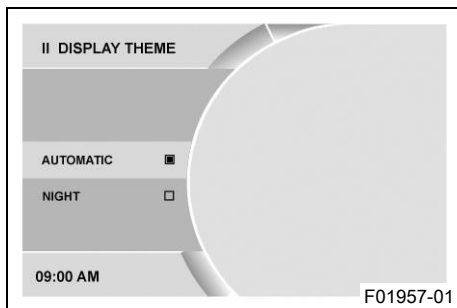 II DISPLAY THEME
AUTOMATIC
NIGHT
09:00 AM
F01957-01